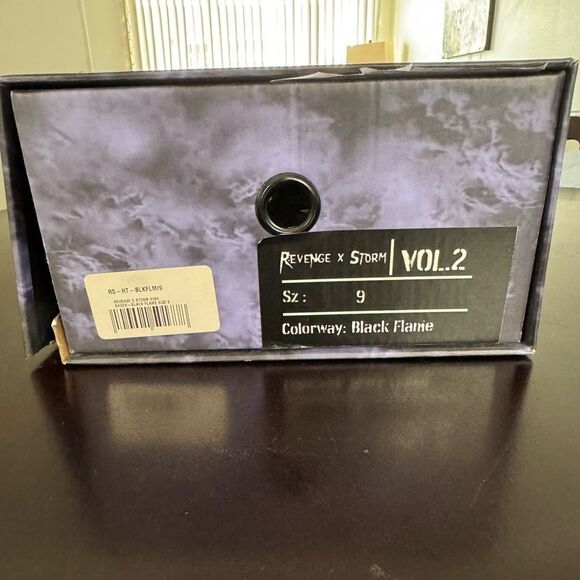 REVENGE X STORM | VOL.2
Sz: 9
Colorway: Black Flame
RS-HT-BLKFLM/9
REVENGE X STORM HIGH
SHOES-BLACK FLAME SIZE 9